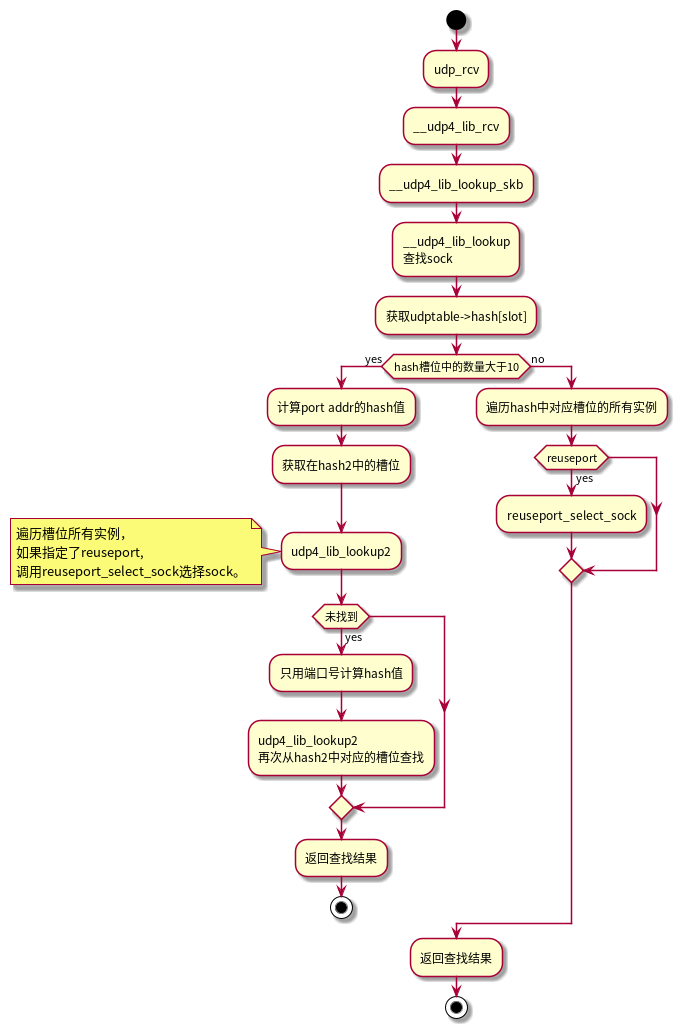 udp_rcv
__udp4_lib_rcv
__udp4_lib_lookup_skb
__udp4_lib_lookup
查找sock
获取udptable->hash[slot]
yes
hash槽位中的数量大于10
no
计算port addr的hash值
获取在hash2中的槽位
遍历槽位所有实例，
如果指定了reuseport,
调用reuseport_select_sock选择sock。
udp4_lib_lookup2
未找到
yes
只用端口号计算hash值
udp4_lib_lookup2
再次从hash2中对应的槽位查找
返回查找结果
遍历hash中对应槽位的所有实例
reuseport
yes
reuseport_select_sock
返回查找结果